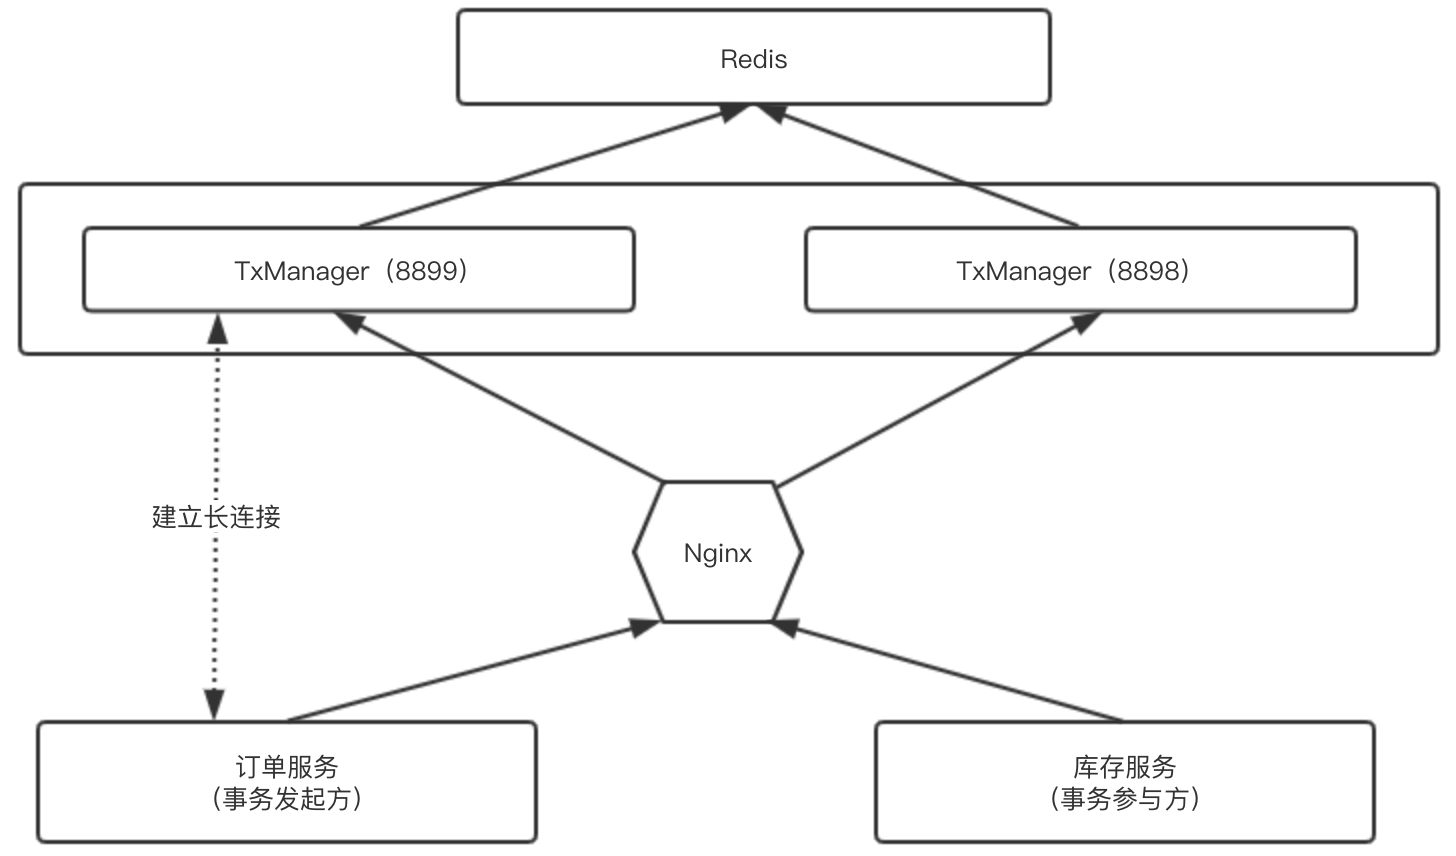 Redis
TxManager（8899）
TxManager（8898）
建立长连接
Nginx
订单服务
（事务发起方）
库存服务
（事务参与方）